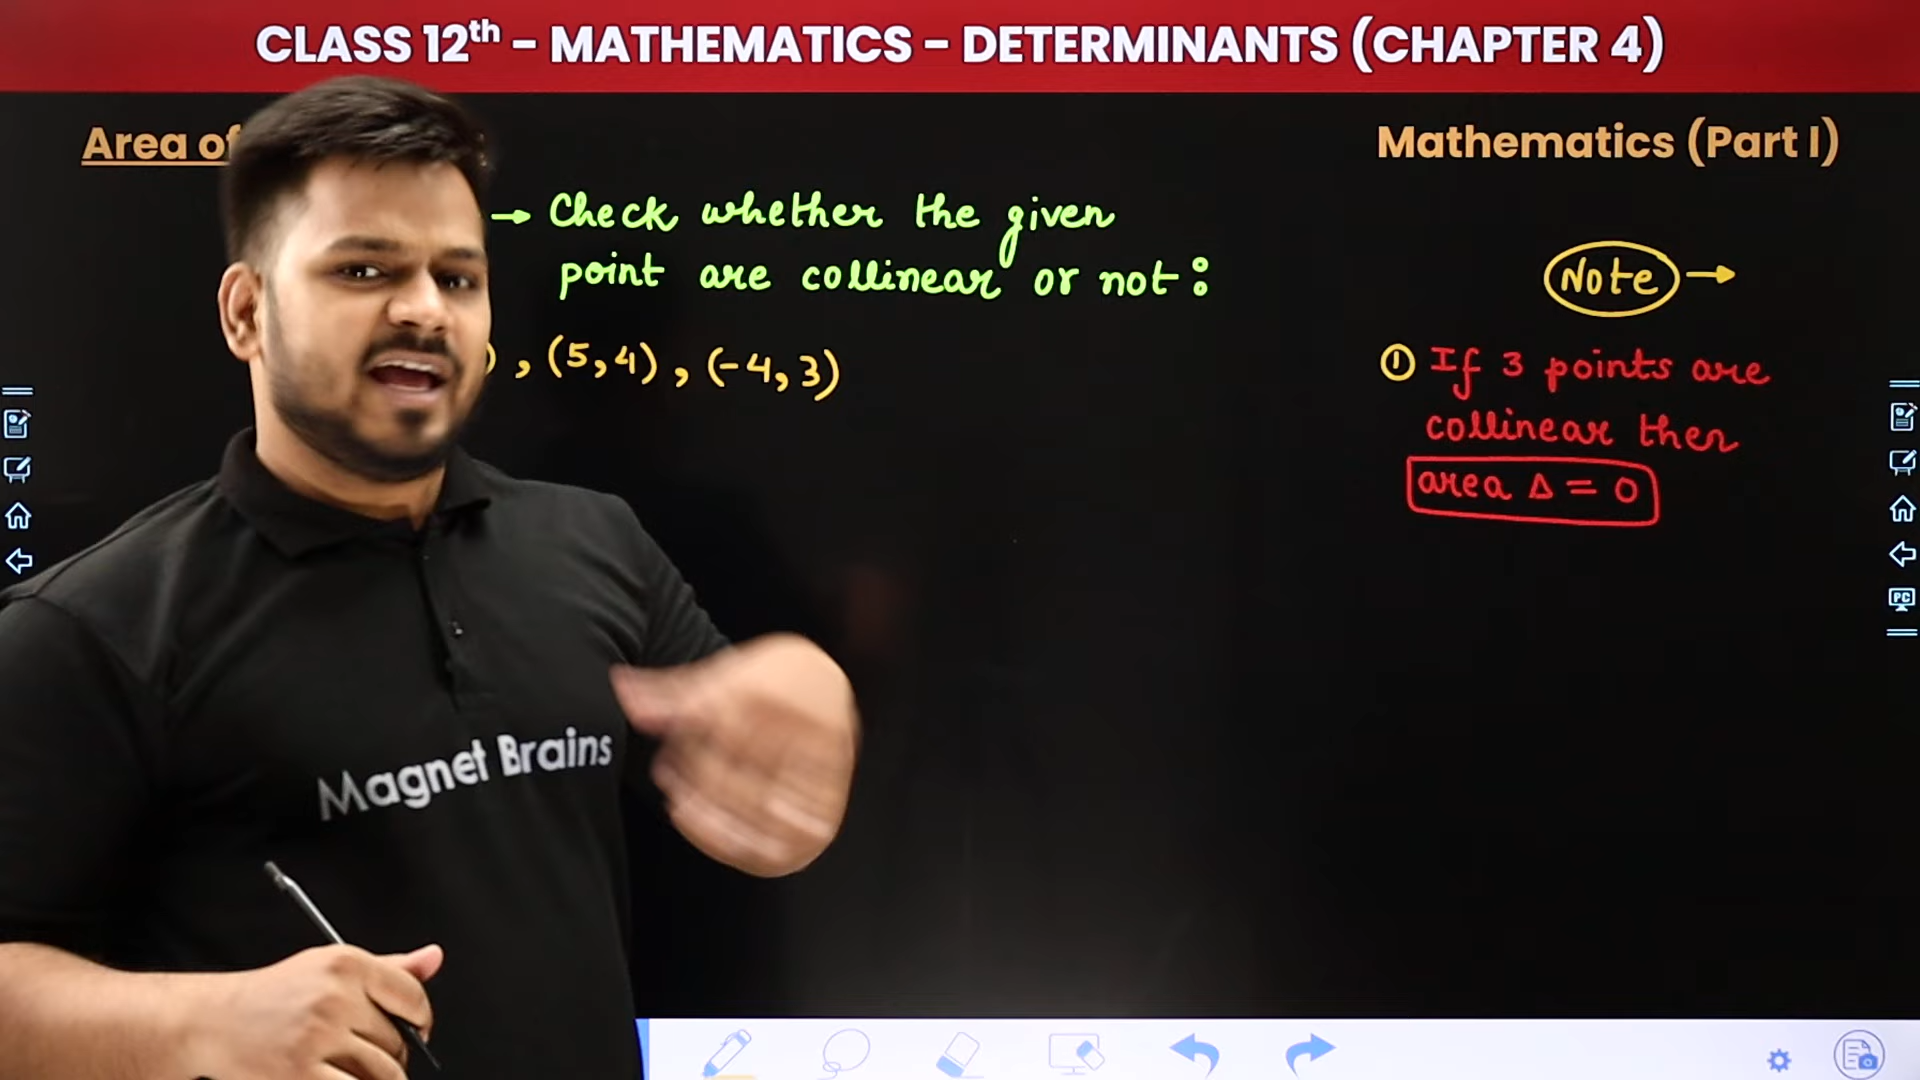 CLASS 12th - MATHEMATICS - DETERMINANTS (CHAPTER 4)
Area of
Mathematics (Part I)
→ Check whether the given
point are collinear or not:
), (5,4), (-4,3)
Note →
① If 3 points are
collinear then
area Δ = 0
Magnet Brains
PC